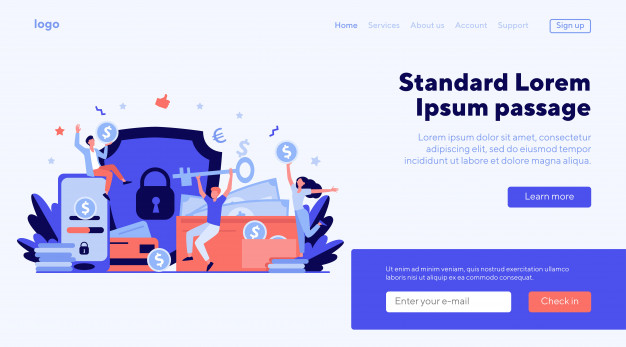 logo
Home Services About us Account Support Sign up
Standard Lorem
Ipsum passage
Lorem ipsum dolor sit amet, consectetur
adipiscing elit, sed do eiusmod tempor
incididunt ut labore et dolore magna aliqua.
Learn more
Ut enim ad minim veniam, quis nostrud exercitation ullamco
laboris nisi ut aliquip ex ea commodo consequat.
Enter your e-mail Check in